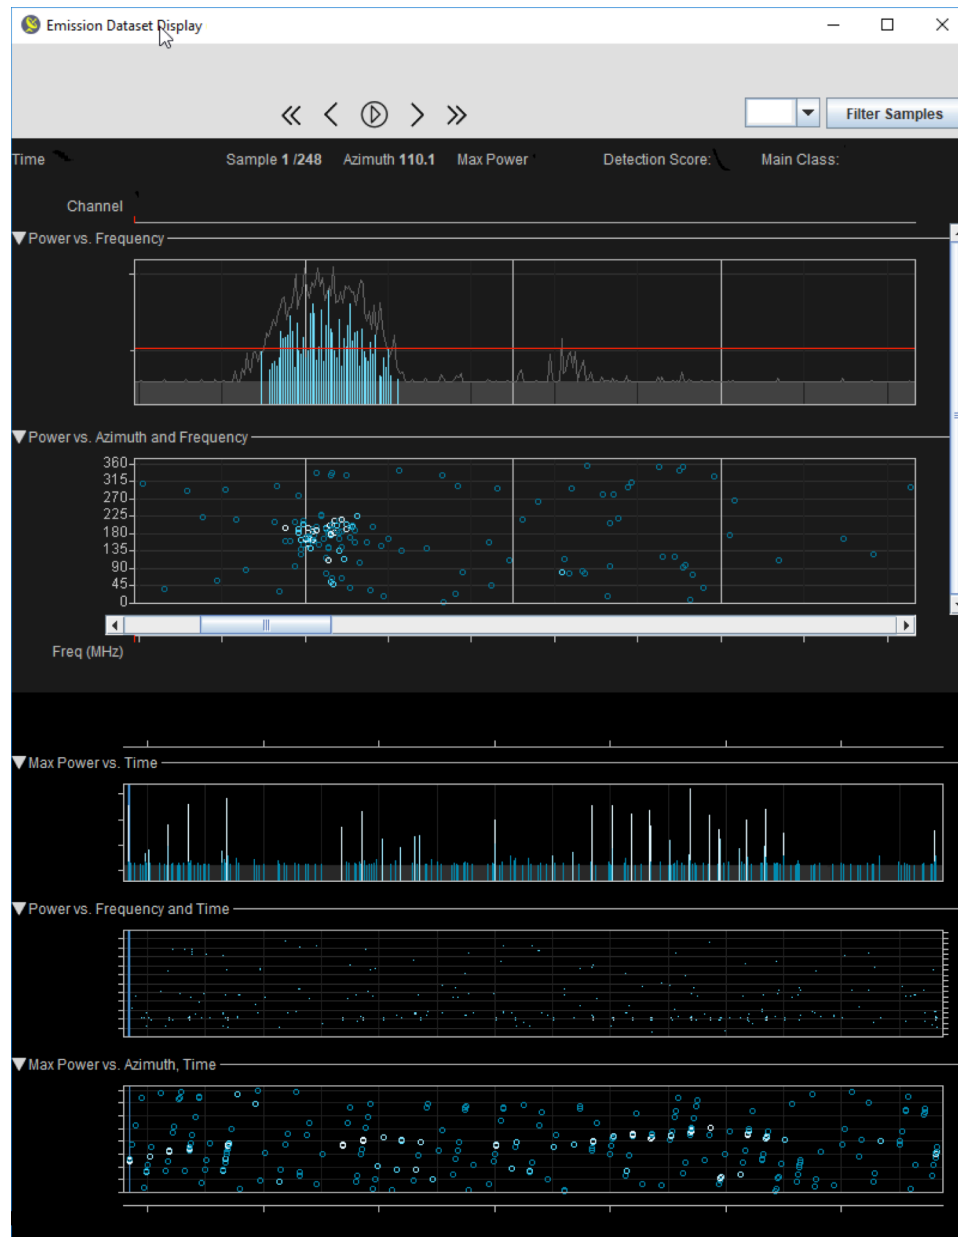 Emission Dataset Display
Filter Samples
Time Sample 1 /248 Azimuth 110.1 Max Power Detection Score: Main Class:
Channel
Power vs. Frequency
Power vs. Azimuth and Frequency
360
315
270
225
180
135
90
45
0
Freq (MHz)
Max Power vs. Time
Power vs. Frequency and Time
Max Power vs. Azimuth, Time